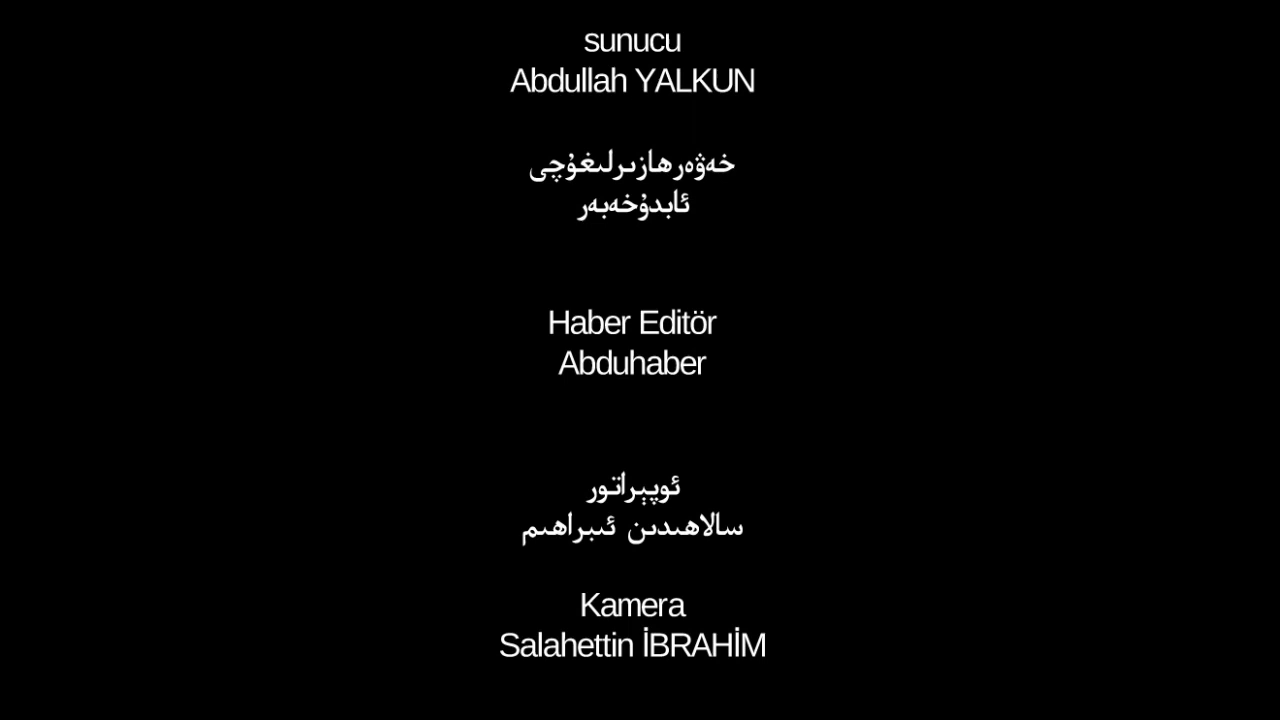 sunucu
Abdullah YALKUN
خەۋەرھازىرلىغۇچى
ئابدۇخەبەر
Haber Editör
Abduhaber
ئوپېراتور
سالاھىدىن ئىبراھىم
Kamera
Salahettin İBRAHİM